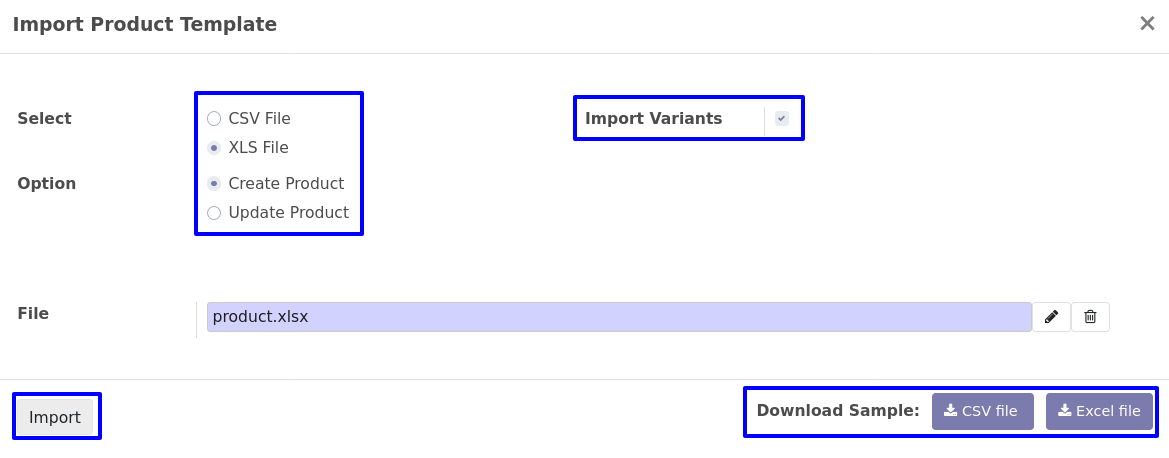 Import Product Template
Select
CSV File
XLS File
Import Variants
Option
Create Product
Update Product
File
product.xlsx
Import
Download Sample:
CSV file
Excel file